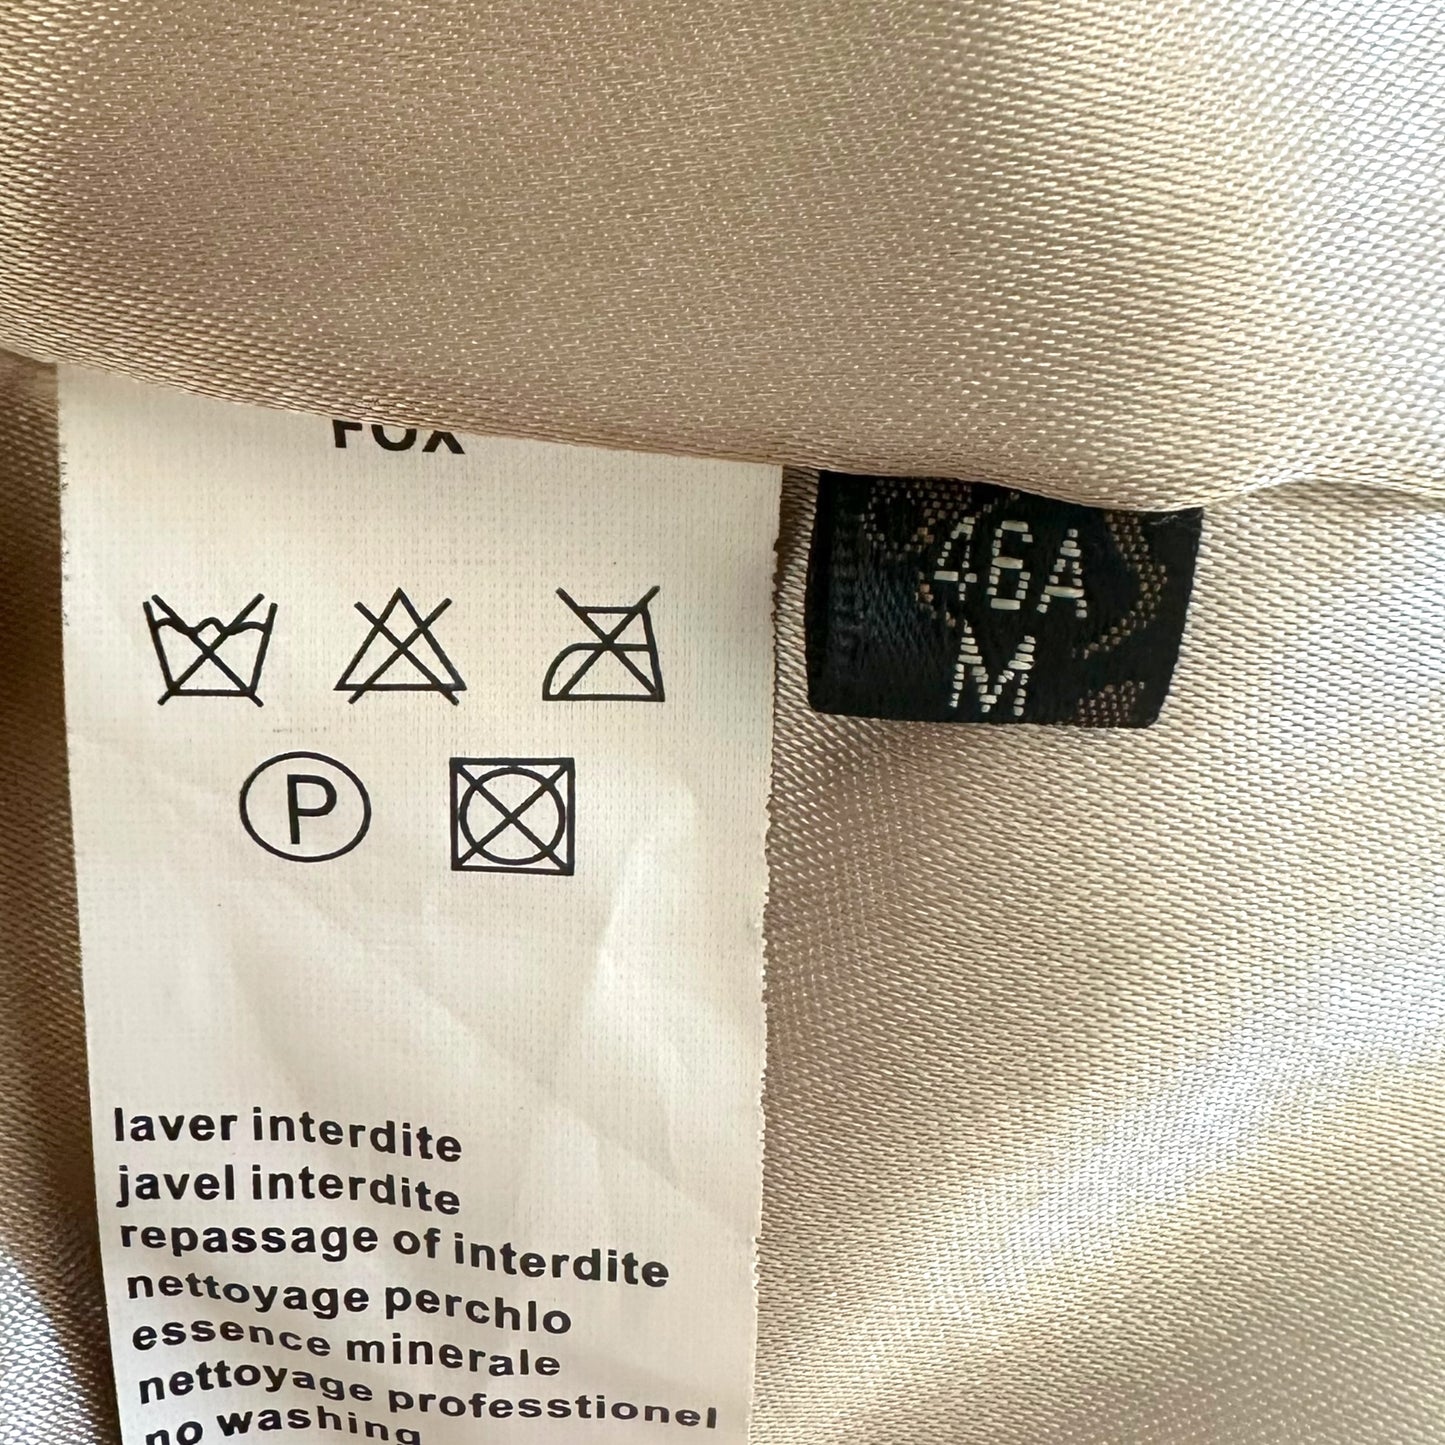 FOX
46A
M
P
laver interdite
javel interdite
repassage of interdite
nettoyage perchlo
essence minerale
nettoyage professtionel
no washing